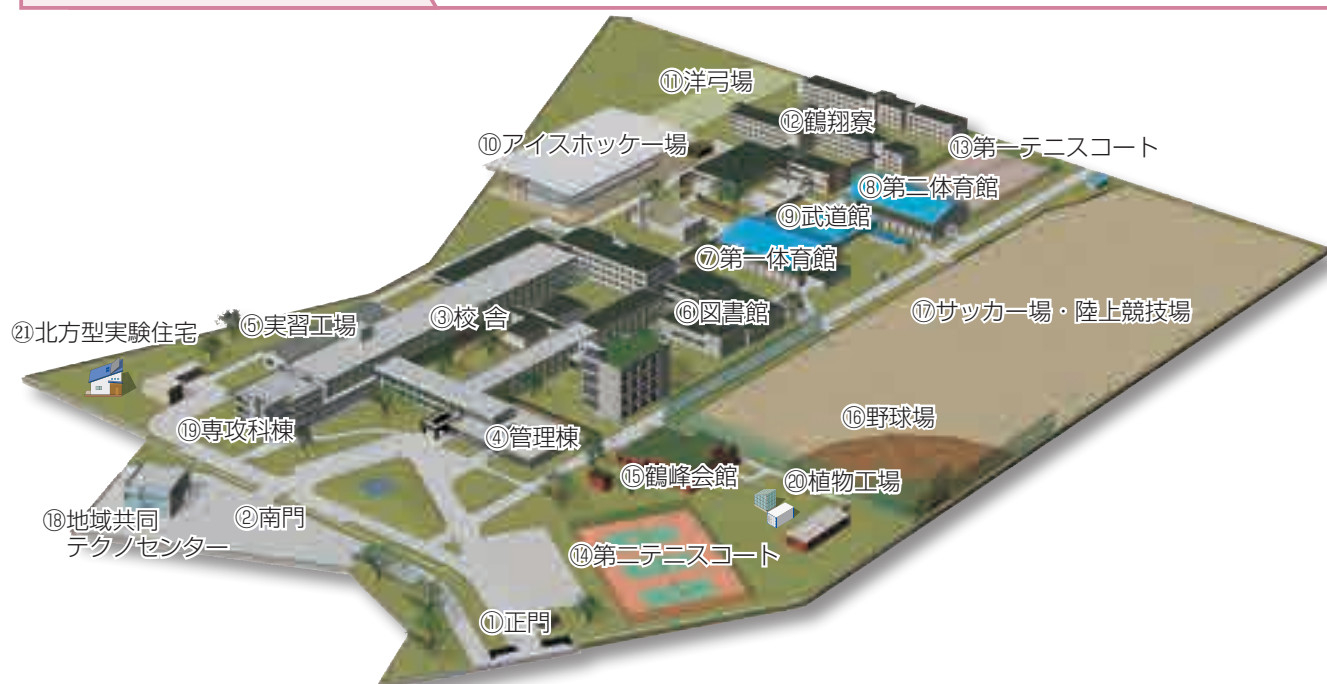 ⑪洋弓場
⑫鶴翔寮
⑩アイスホッケー場
⑬第一テニスコート
⑧第二体育館
⑨武道館
⑦第一体育館
③校 舎
⑥図書館
⑰サッカー場・陸上競技場
⑤実習工場
㉑北方型実験住宅
⑯野球場
⑲専攻科棟
④管理棟
⑮鶴峰会館
⑳植物工場
⑱地域共同
テクノセンター
②南門
⑭第二テニスコート
①正門